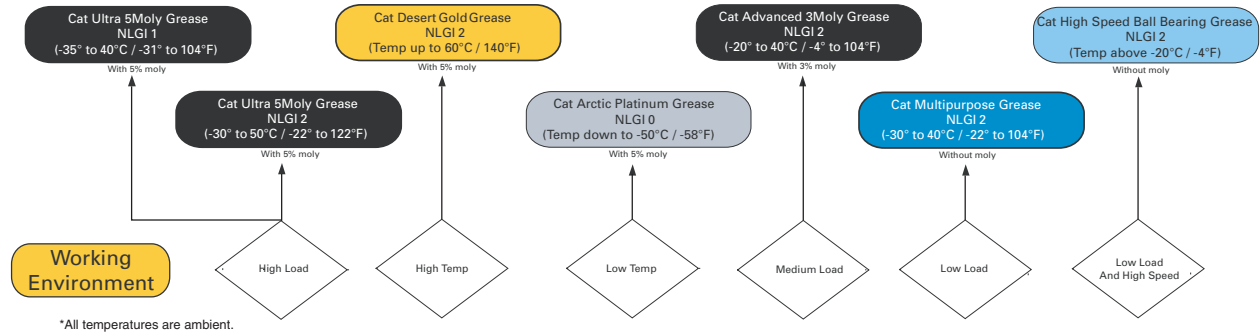 Cat Ultra 5Moly Grease
NLGI 1
(-35° to 40°C / -31° to 104°F)
With 5% moly
Cat Desert Gold Grease
NLGI 2
(Temp up to 60°C / 140°F)
With 5% moly
Cat Advanced 3Moly Grease
NLGI 2
(-20° to 40°C / -4° to 104°F)
With 3% moly
Cat High Speed Ball Bearing Grease
NLGI 2
(Temp above -20°C / -4°F)
Without moly
Cat Ultra 5Moly Grease
NLGI 2
(-30° to 50°C / -22° to 122°F)
With 5% moly
Cat Arctic Platinum Grease
NLGI 0
(Temp down to -50°C / -58°F)
With 5% moly
Cat Multipurpose Grease
NLGI 2
(-30° to 40°C / -22° to 104°F)
Without moly
Working
Environment
High Load
High Temp
Low Temp
Medium Load
Low Load
Low Load
And High Speed
*All temperatures are ambient.